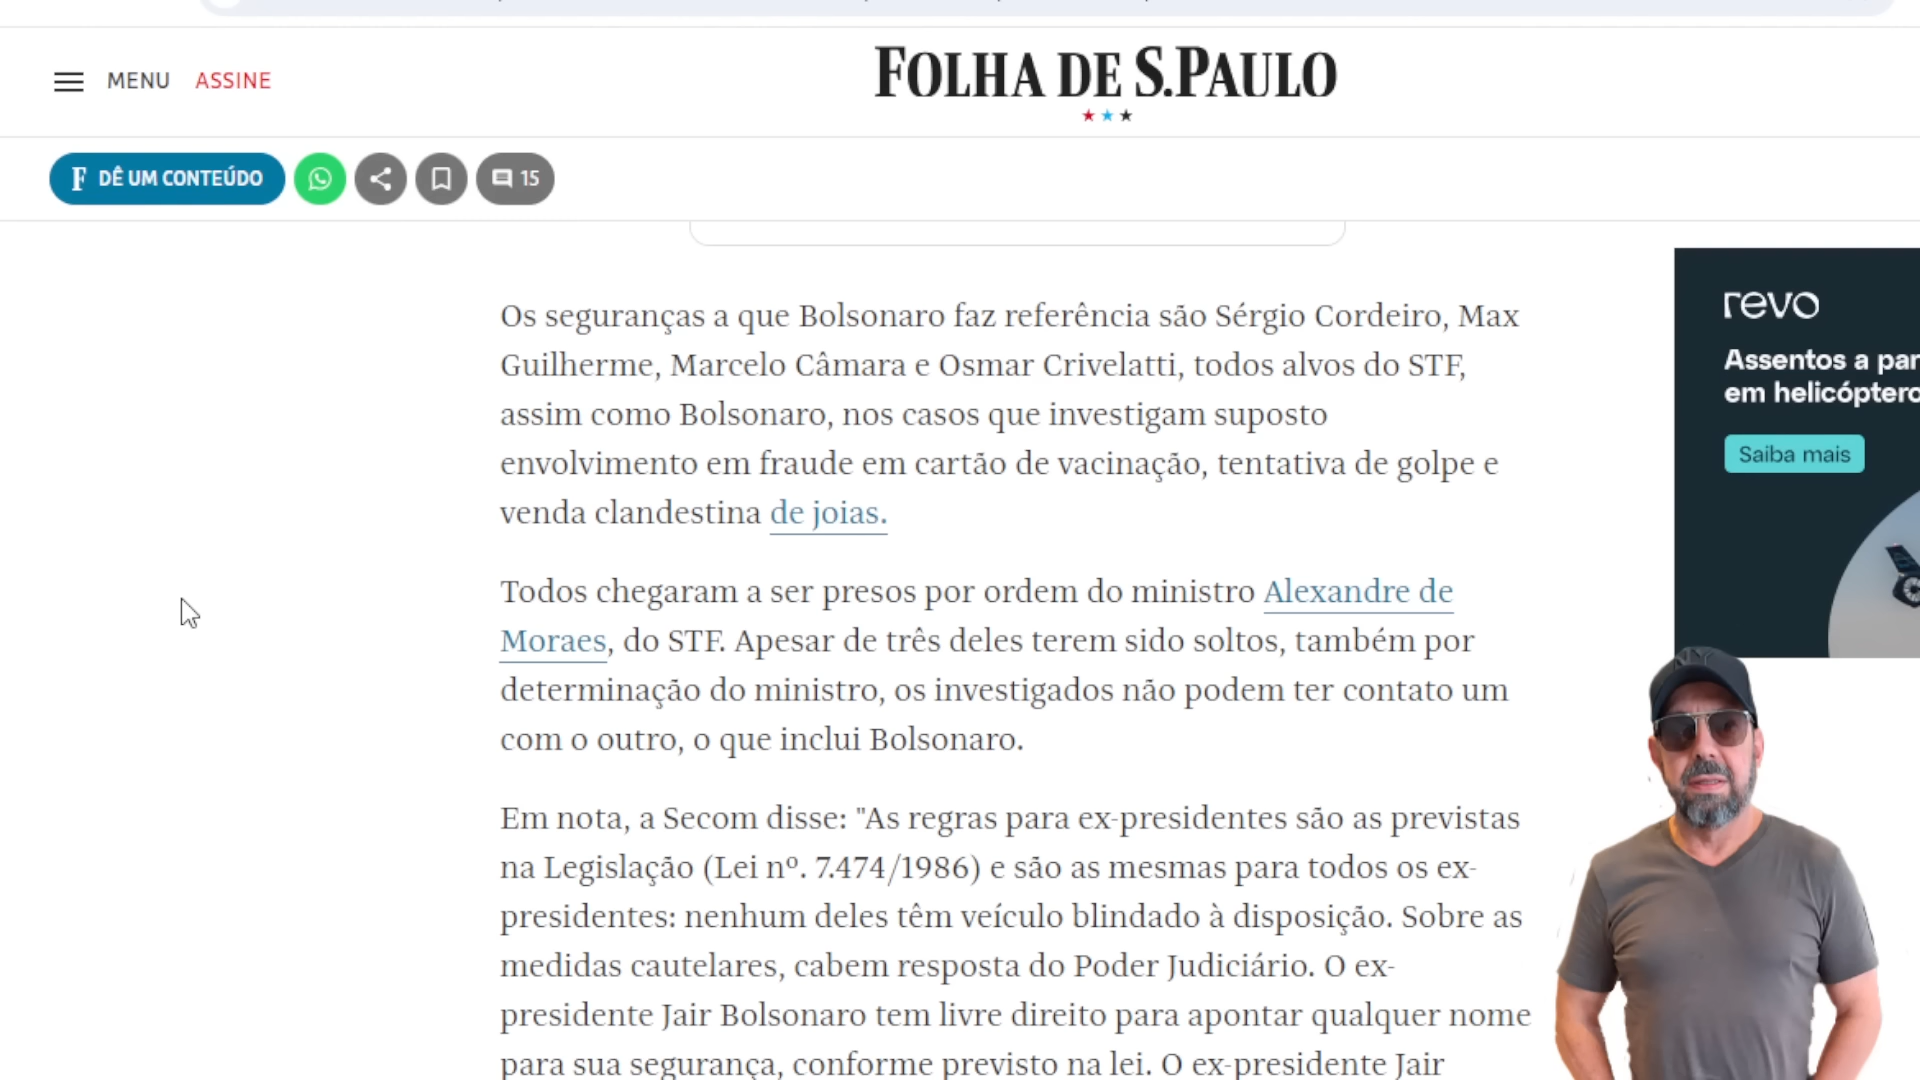 MENU ASSINE
FOLHA DE S.PAULO
F DÊ UM CONTEÚDO
15
Os seguranças a que Bolsonaro faz referência são Sérgio Cordeiro, Max
Guilherme, Marcelo Câmara e Osmar Crivelatti, todos alvos do STF,
assim como Bolsonaro, nos casos que investigam suposto
envolvimento em fraude em cartão de vacinação, tentativa de golpe e
venda clandestina de joias.
Todos chegaram a ser presos por ordem do ministro Alexandre de
Moraes, do STF. Apesar de três deles terem sido soltos, também por
determinação do ministro, os investigados não podem ter contato um
com o outro, o que inclui Bolsonaro.
Em nota, a Secom disse: "As regras para ex-presidentes são as previstas
na Legislação (Lei nº. 7.474/1986) e são as mesmas para todos os ex-
presidentes: nenhum deles têm veículo blindado à disposição. Sobre as
medidas cautelares, cabem resposta do Poder Judiciário. O ex-
presidente Jair Bolsonaro tem livre direito para apontar qualquer nome
para sua segurança, conforme previsto na lei. O ex-presidente Jair
revo
Assentos a par
em helicóptero
Saiba mais
NY